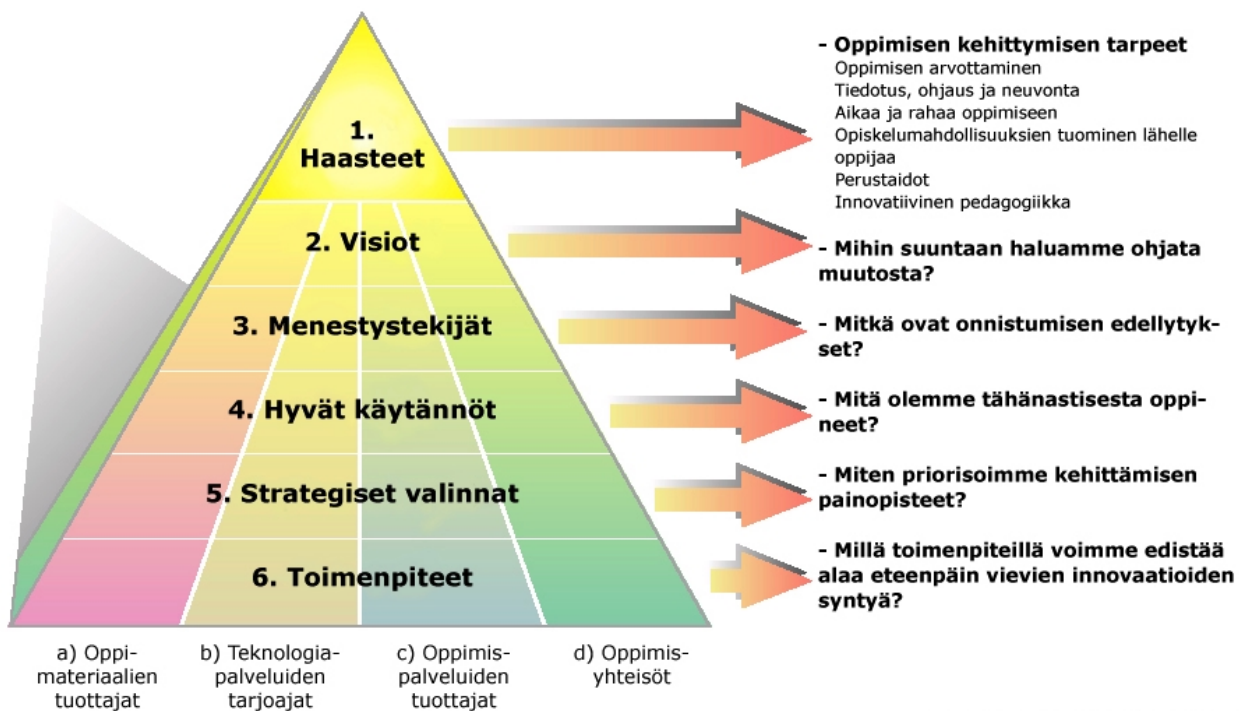 1.
Haasteet
2. Visiot
3. Menestystekijät
4. Hyvät käytännöt
5. Strategiset valinnat
6. Toimenpiteet
- Oppimisen kehittymisen tarpeet
Oppimisen arvottaminen
Tiedotus, ohjaus ja neuvonta
Aikaa ja rahaa oppimiseen
Opiskelumahdollisuuksien tuominen lähelle
oppijaa
Perustaidot
Innovatiivinen pedagogiikka
- Mihin suuntaan haluamme ohjata
muutosta?
- Mitkä ovat onnistumisen edellytyk-
set?
- Mitä olemme tähänastisesta oppi-
neet?
- Miten priorisoimme kehittämisen
painopisteet?
- Millä toimenpiteillä voimme edistää
alaa eteenpäin vievien innovaatioiden
syntyä?
a) Oppi-
materiaalien
tuottajat
b) Teknologia-
palveluiden
tarjoajat
c) Oppimis-
palveluiden
tuottajat
d) Oppimis-
yhteisöt